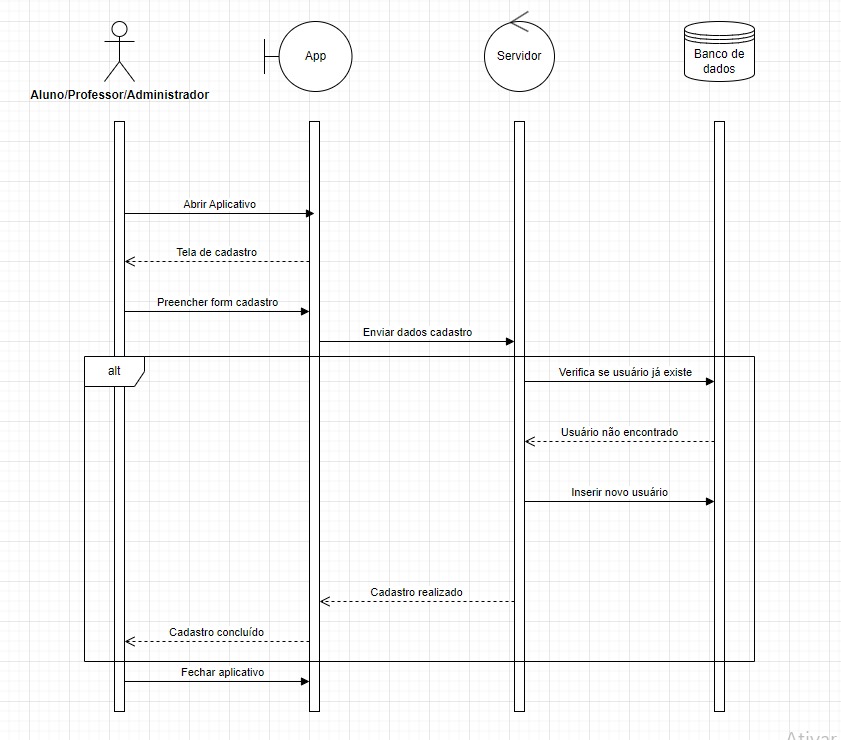 App
Servidor
Banco de
dados
Aluno/Professor/Administrador
Abrir Aplicativo
Tela de cadastro
Preencher form cadastro
Enviar dados cadastro
alt
Verifica se usuário já existe
Usuário não encontrado
Inserir novo usuário
Cadastro realizado
Cadastro concluído
Fechar aplicativo
Ativar